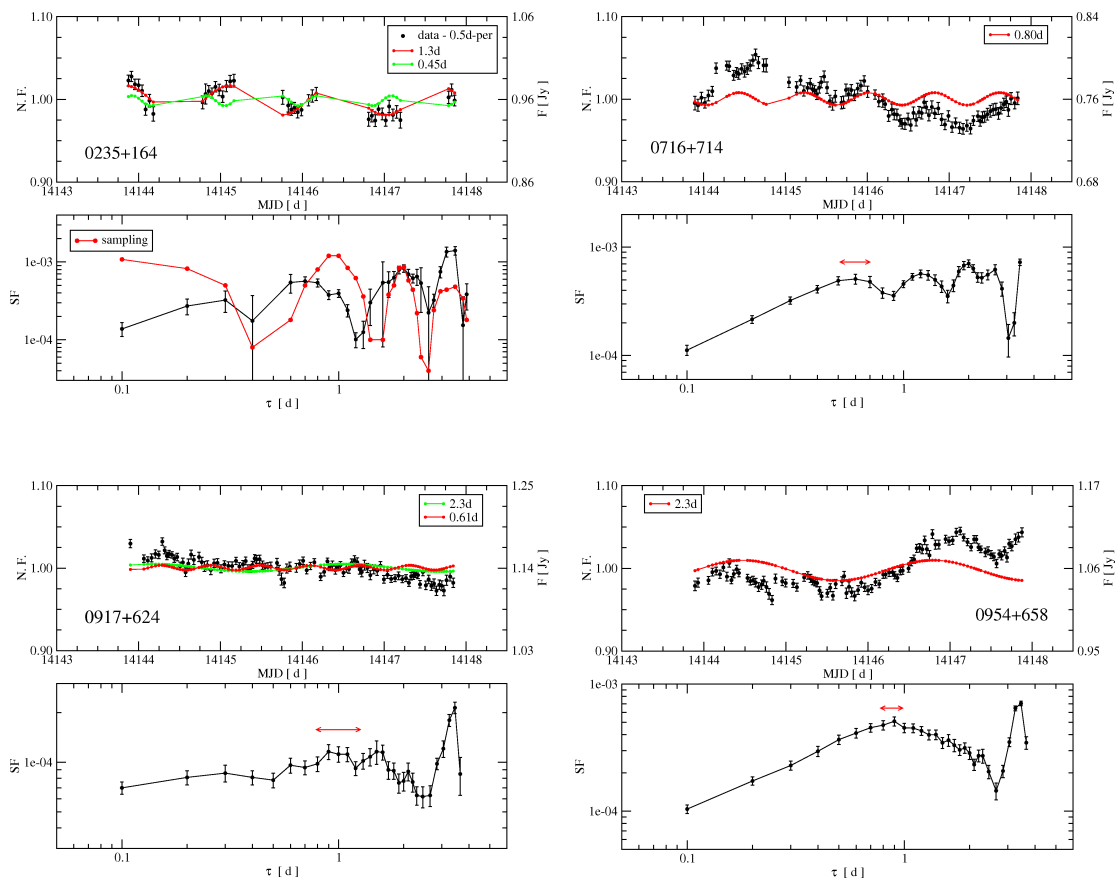 1.10 1.06
data - 0.5d-per
1.3d
0.45d
N. F. 1.00 0.96 F [ Jy ]
0235+164
0.90 0.86
14143 14144 14145 14146 14147 14148
MJD [ d ]
sampling
1e-03
SF
1e-04
0.1 1
τ [ d ]
1.10 0.84
0.80d
N. F. 1.00 0.76 F [ Jy ]
0716+714
0.90 0.68
14143 14144 14145 14146 14147 14148
MJD [ d ]
1e-03
SF
1e-04
0.1 1
τ [ d ]
1.10 1.25
2.3d
0.61d
N. F. 1.00 1.14 F [ Jy ]
0917+624
0.90 1.03
14143 14144 14145 14146 14147 14148
MJD [ d ]
SF 1e-04
0.1 1
τ [ d ]
1.10 1.17
2.3d
N. F. 1.00 1.06 F [ Jy ]
0954+658
0.90 0.95
14143 14144 14145 14146 14147 14148
MJD [ d ]
1e-03
SF
1e-04
0.1 1
τ [ d ]